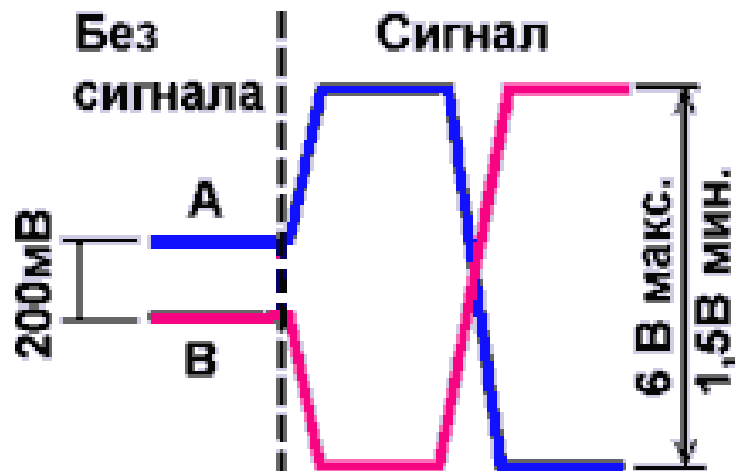 Без
сигнала
Сигнал
A
200мВ
B
6 В макс.
1,5В мин.